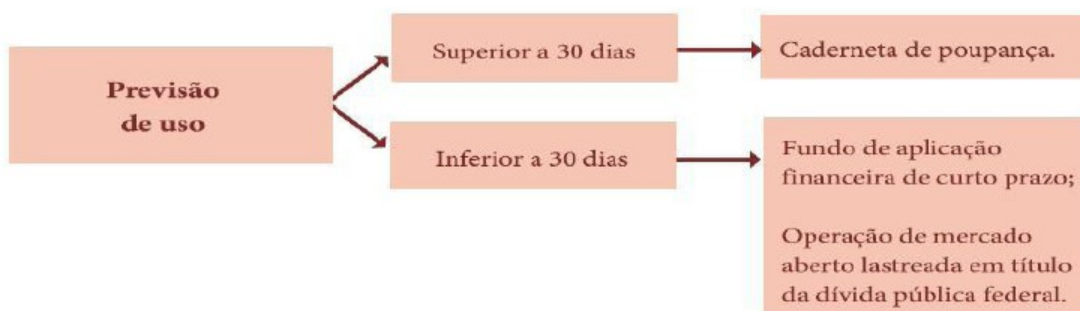 Previsão
de uso
Superior a 30 dias
Caderneta de poupança.
Inferior a 30 dias
Fundo de aplicação
financeira de curto prazo;
Operação de mercado
aberto lastreada em título
da dívida pública federal.